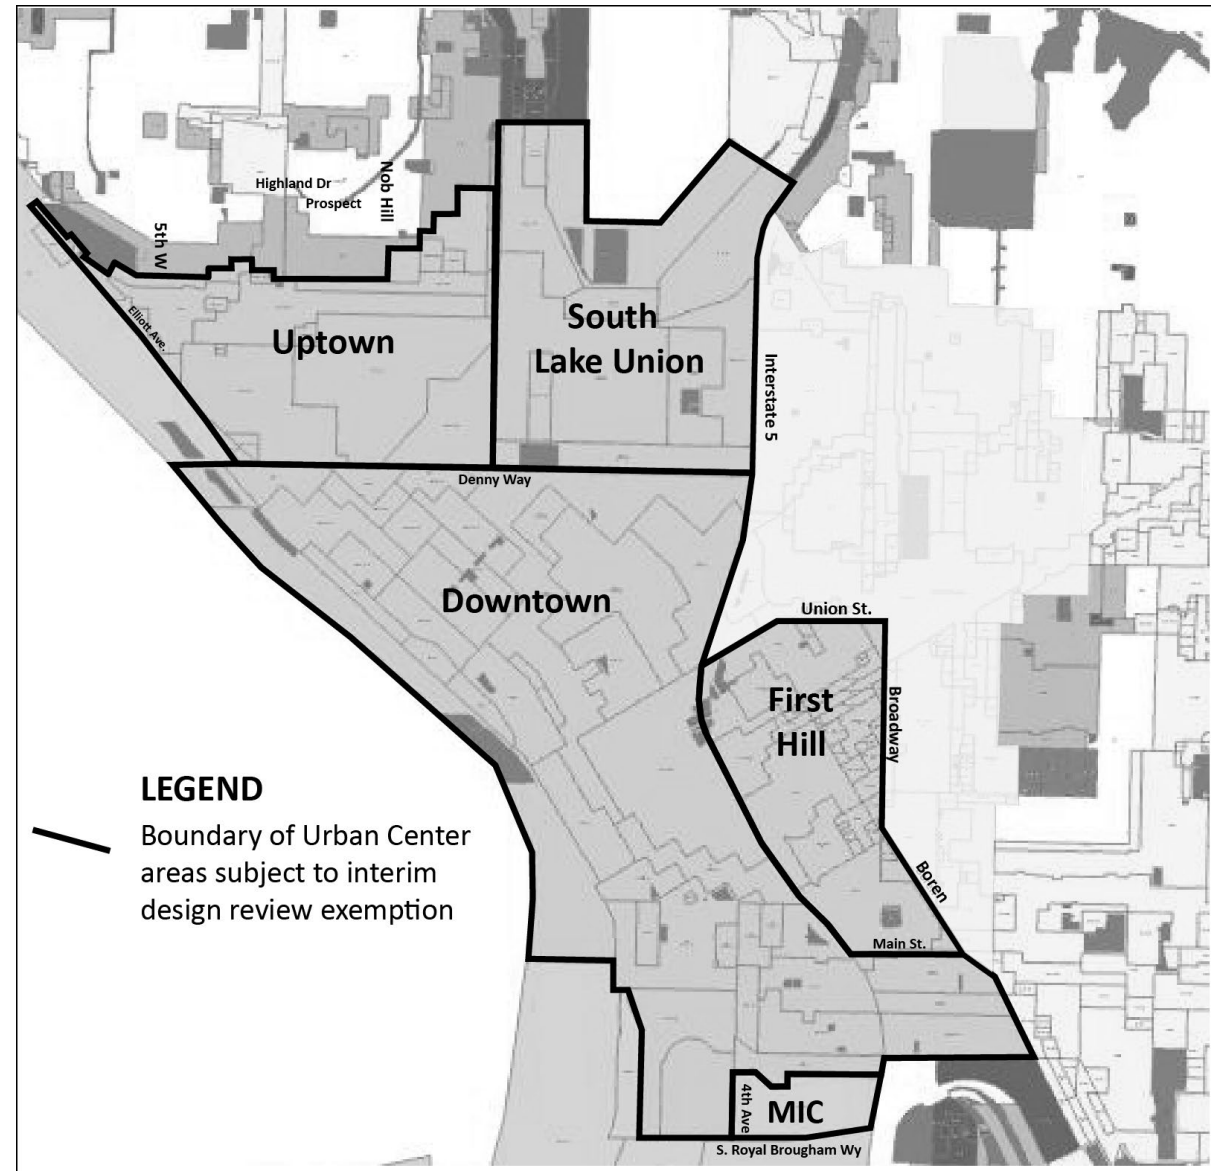 Highland Dr
Prospect
Nob Hill
5th W
Elliott Ave.
Uptown
South
Lake Union
Interstate 5
Denny Way
Downtown
Union St.
First
Hill
Broadway
Boren
Main St.
LEGEND
Boundary of Urban Center
areas subject to interim
design review exemption
4th Ave
MIC
S. Royal Brougham Wy